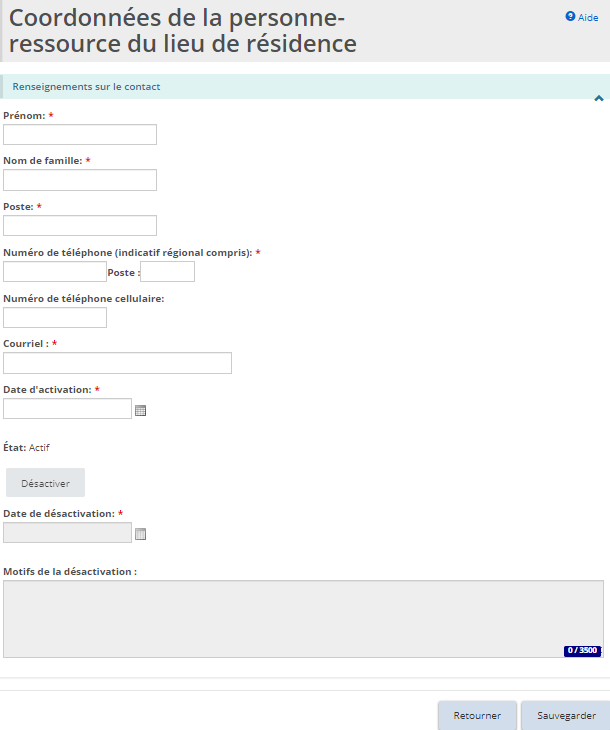 Coordonnées de la personne-
ressource du lieu de résidence
Aide
Renseignements sur le contact
Prénom: *
Nom de famille: *
Poste: *
Numéro de téléphone (indicatif régional compris): *
Poste :
Numéro de téléphone cellulaire:
Courriel : *
Date d'activation: *
État: Actif
Désactiver
Date de désactivation: *
Motifs de la désactivation :
0 / 3500
Retourner
Sauvegarder